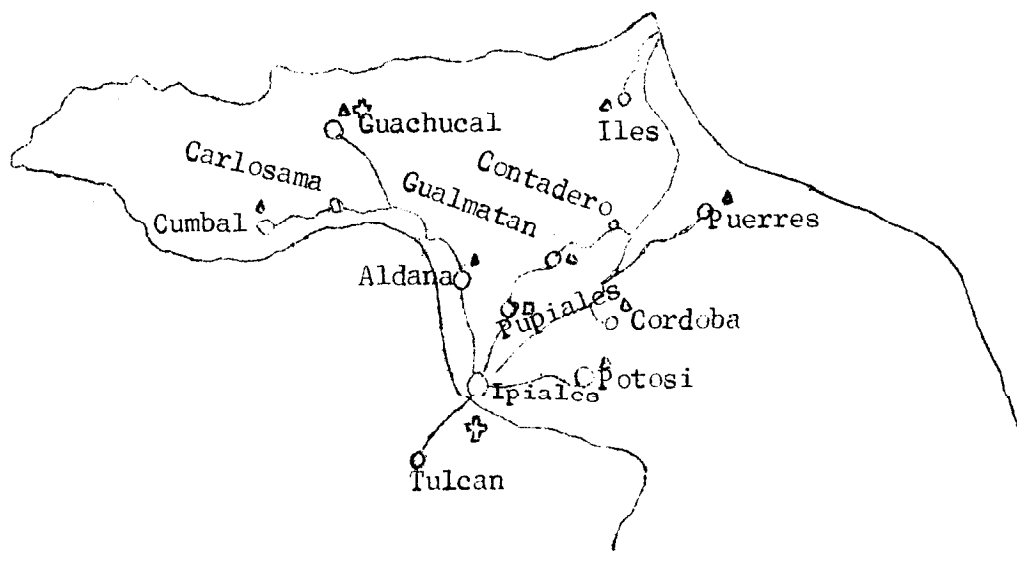 Guachucal
Iles
Carlosama
Contadero
Gualmatan
Cumbal
Puerres
Aldana
Pupiales
Cordoba
Potosi
Ipialco
Tulcan